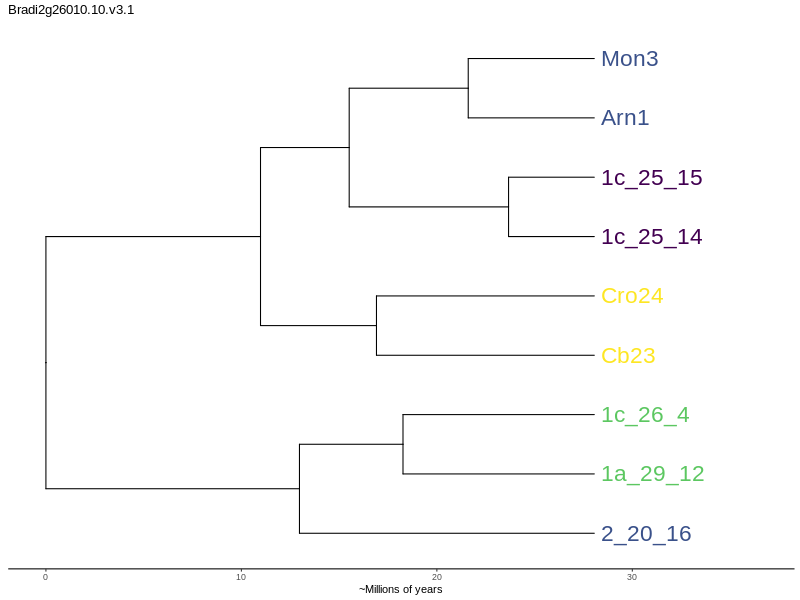 Bradi2g26010.10.v3.1
Mon3
Arn1
1c_25_15
1c_25_14
Cro24
Cb23
1c_26_4
1a_29_12
2_20_16
0 10 20 30
~Millions of years